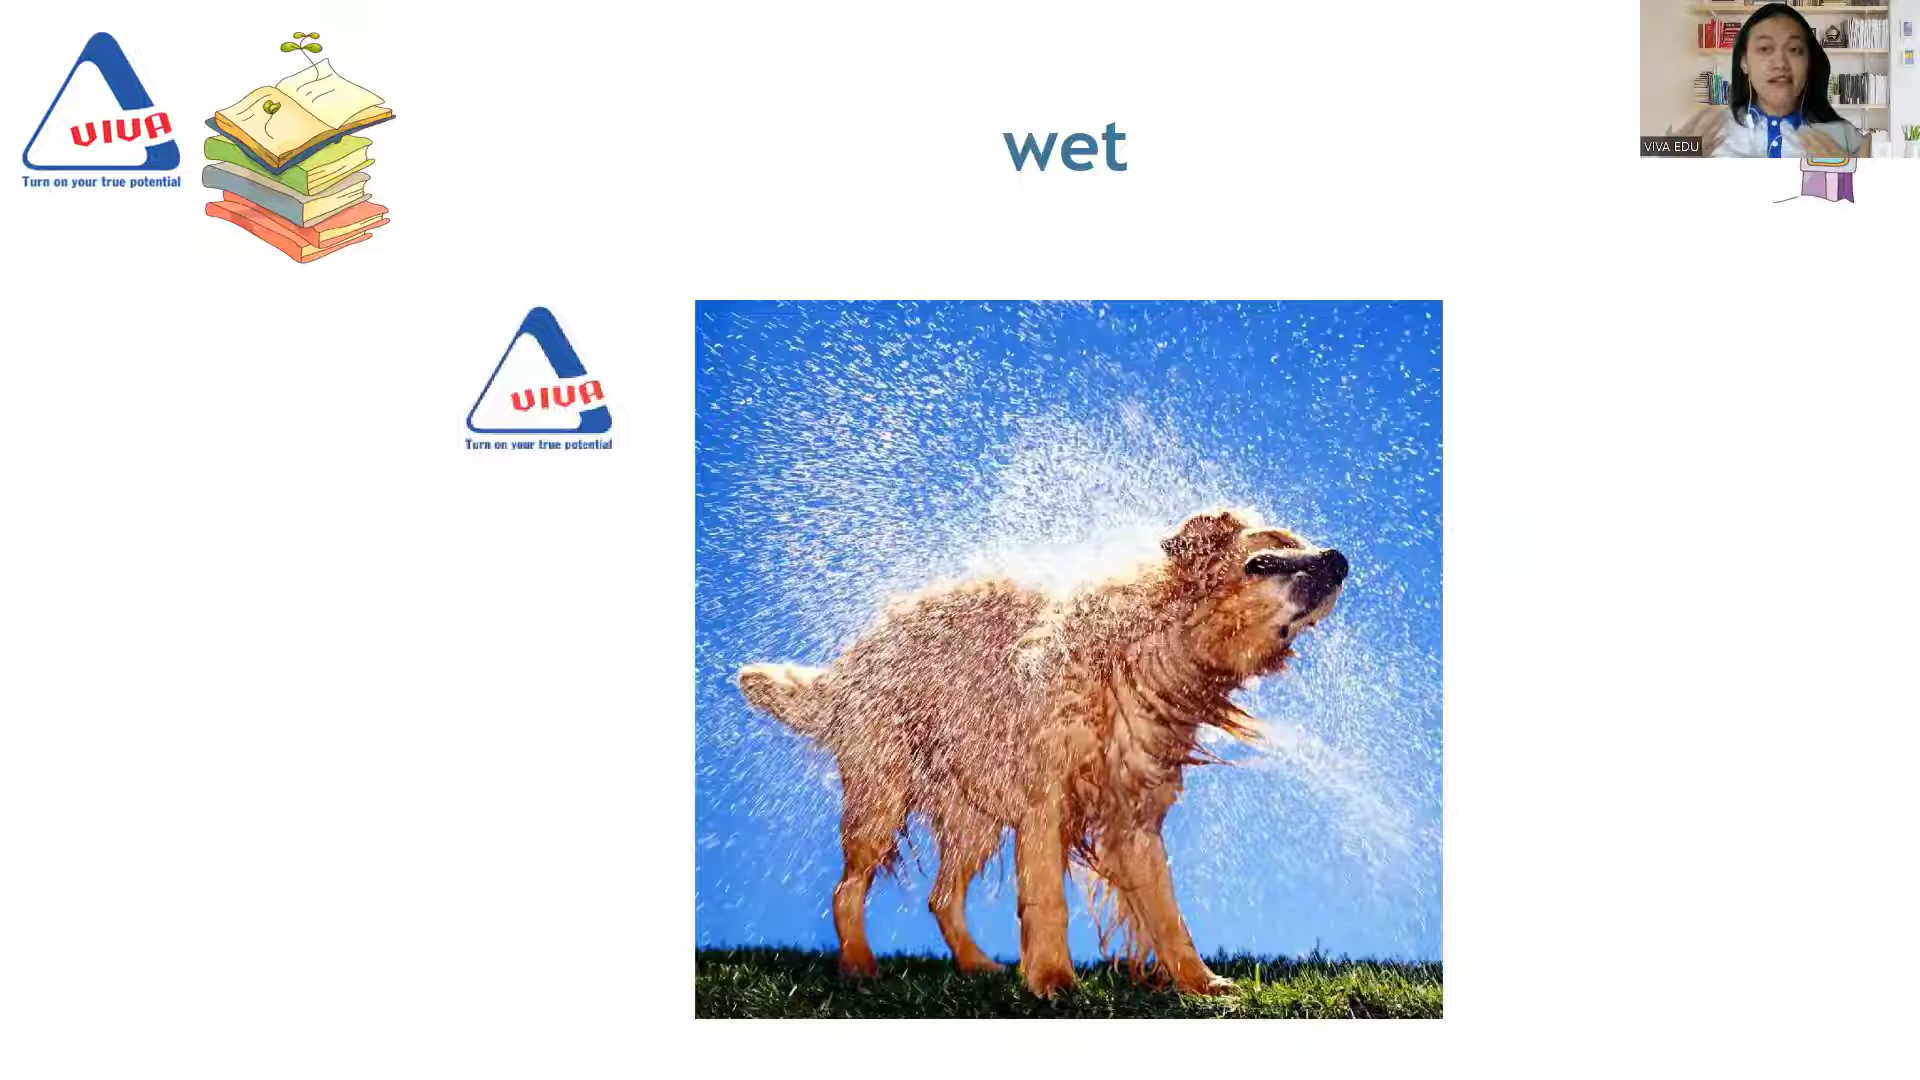 VIVA
Turn on your true potential
wet
VIVA EDU
VIVA
Turn on your true potential